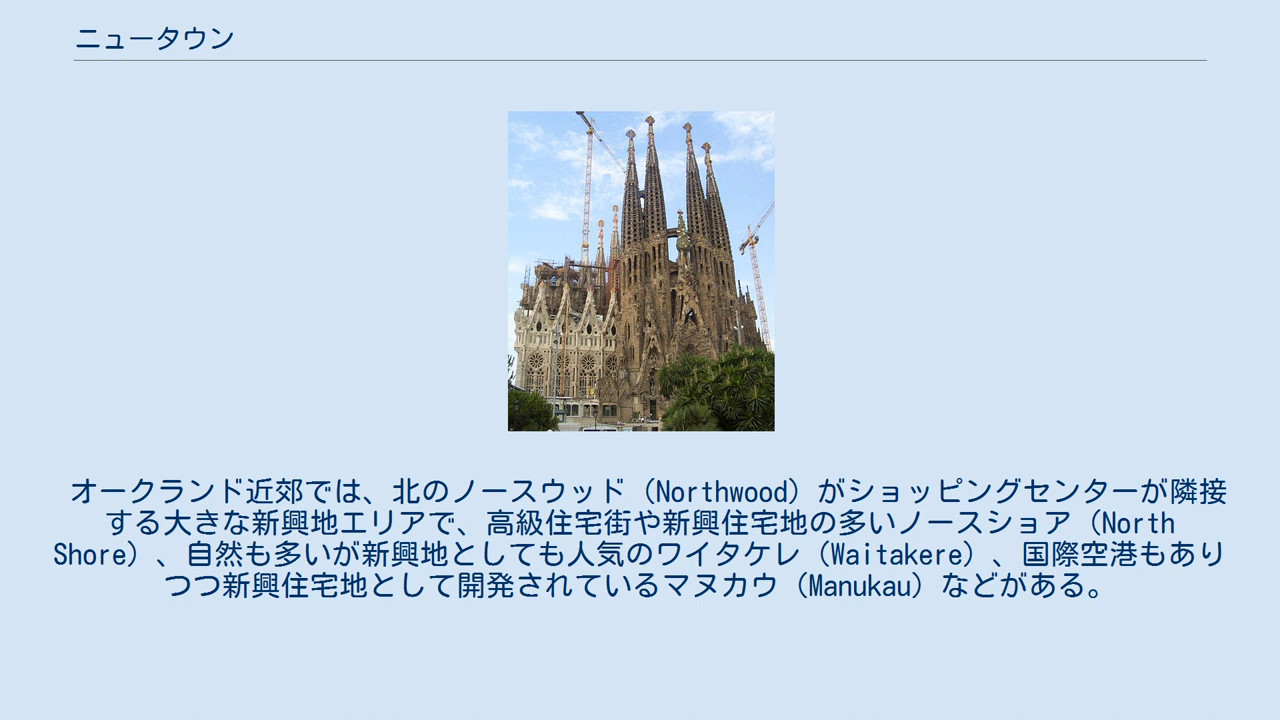 ニュータウン
オークランド近郊では、北のノースウッド（Northwood）がショッピングセンターが隣接
する大きな新興地エリアで、高級住宅街や新興住宅地の多いノースショア（North
Shore）、自然も多いが新興地としても人気のワイタケレ（Waitakere）、国際空港もあり
つつ新興住宅地として開発されているマヌカウ（Manukau）などがある。